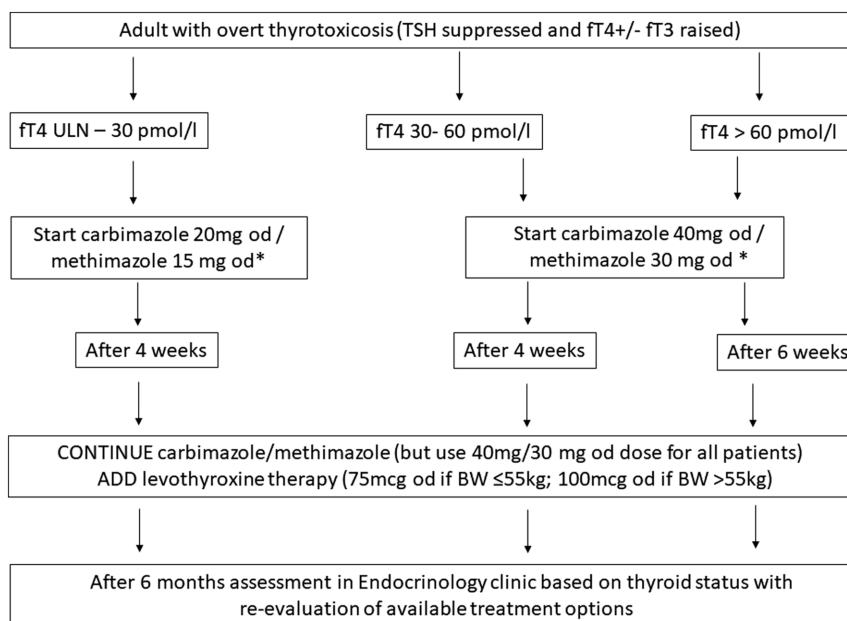 Adult with overt thyrotoxicosis (TSH suppressed and fT4+/- fT3 raised)
fT4 ULN – 30 pmol/l
fT4 30- 60 pmol/l
fT4 > 60 pmol/l
Start carbimazole 20mg od /
methimazole 15 mg od*
Start carbimazole 40mg od /
methimazole 30 mg od *
After 4 weeks
After 4 weeks
After 6 weeks
CONTINUE carbimazole/methimazole (but use 40mg/30 mg od dose for all patients)
ADD levothyroxine therapy (75mcg od if BW ≤55kg; 100mcg od if BW >55kg)
After 6 months assessment in Endocrinology clinic based on thyroid status with
re-evaluation of available treatment options